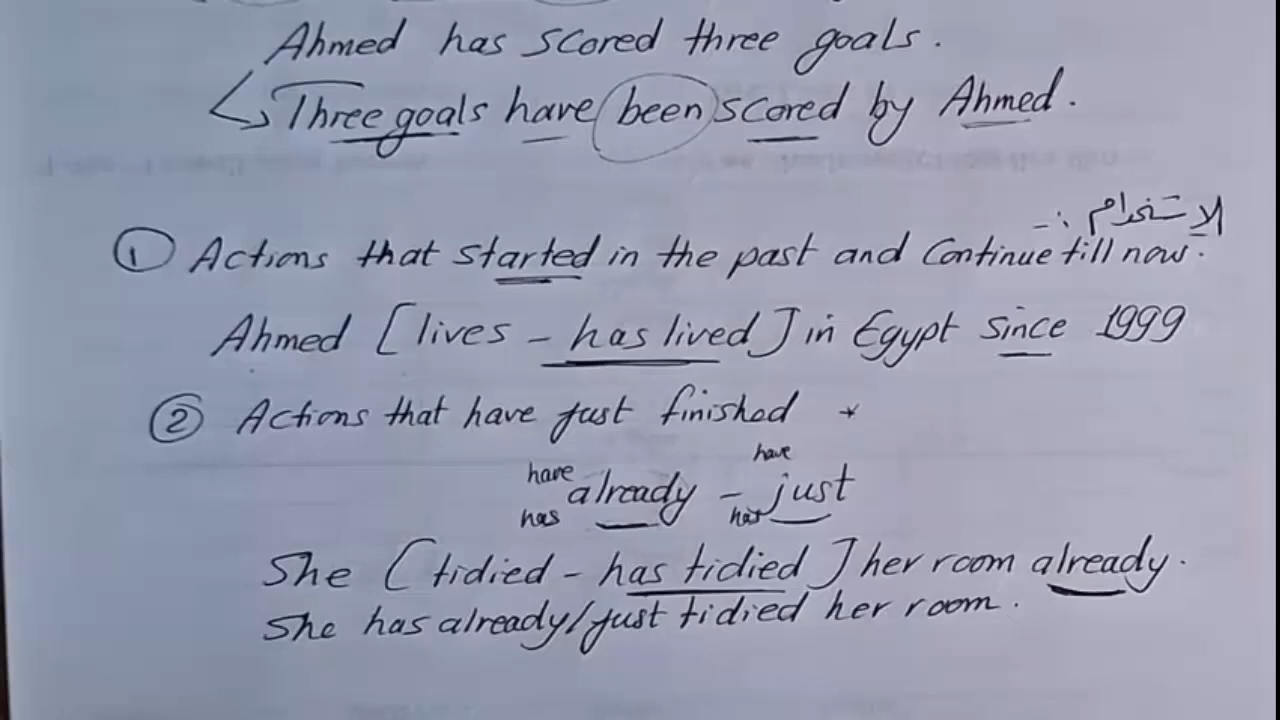 Ahmed has scored three goals.
Three goals have been scored by Ahmed.
الاستخدام :-
① Actions that started in the past and Continue till now.
Ahmed [lives - has lived] in Egypt since 1999
② Actions that have just finished *
have have
already - just
has has
She [tidied - has tidied] her room already.
She has already/just tidied her room.